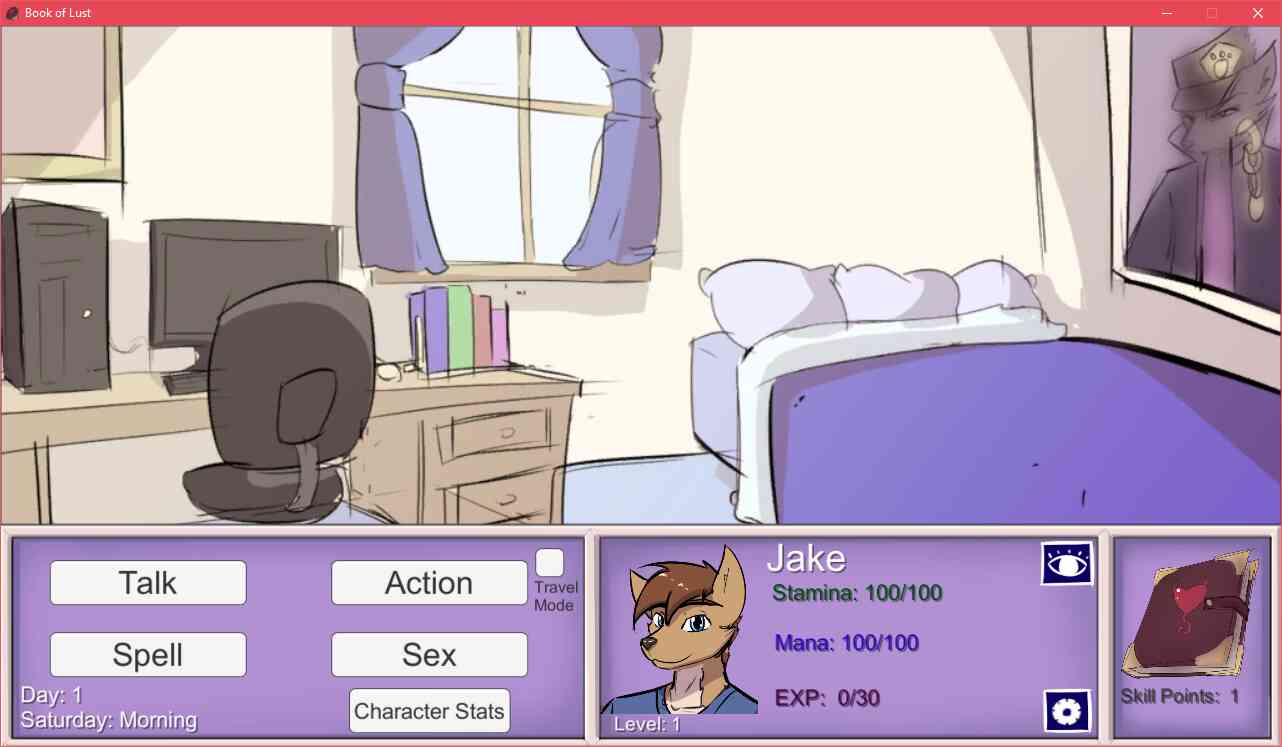 Book of Lust
Talk
Action
Travel
Mode
Spell
Sex
Day: 1
Saturday: Morning
Character Stats
Jake
Stamina: 100/100
Mana: 100/100
EXP: 0/30
Level: 1
Skill Points: 1